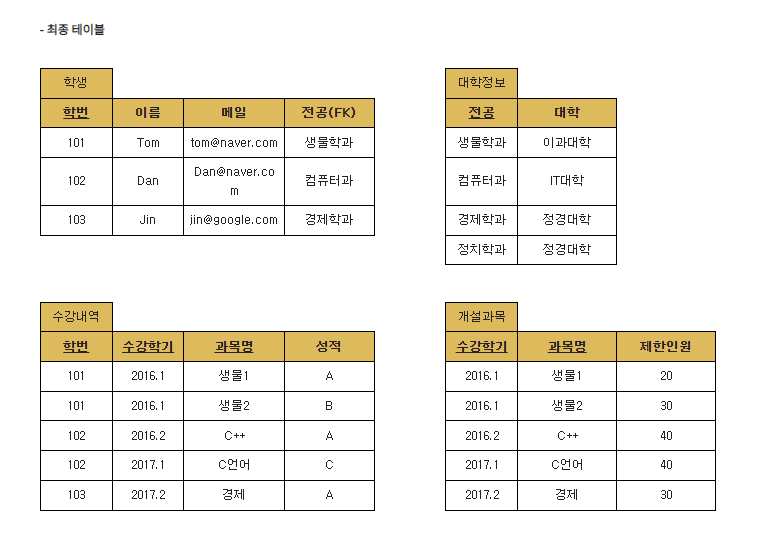 - 최종 테이블
학생
학번 이름 메일 전공(FK)
101 Tom tom@naver.com 생물학과
102 Dan Dan@naver.co
m 컴퓨터과
103 Jin jin@google.com 경제학과
대학정보
전공 대학
생물학과 이과대학
컴퓨터과 IT대학
경제학과 정경대학
정치학과 정경대학
수강내역
학번 수강학기 과목명 성적
101 2016.1 생물1 A
101 2016.1 생물2 B
102 2016.2 C++ A
102 2017.1 C언어 C
103 2017.2 경제 A
개설과목
수강학기 과목명 제한인원
2016.1 생물1 20
2016.1 생물2 30
2016.2 C++ 40
2017.1 C언어 40
2017.2 경제 30